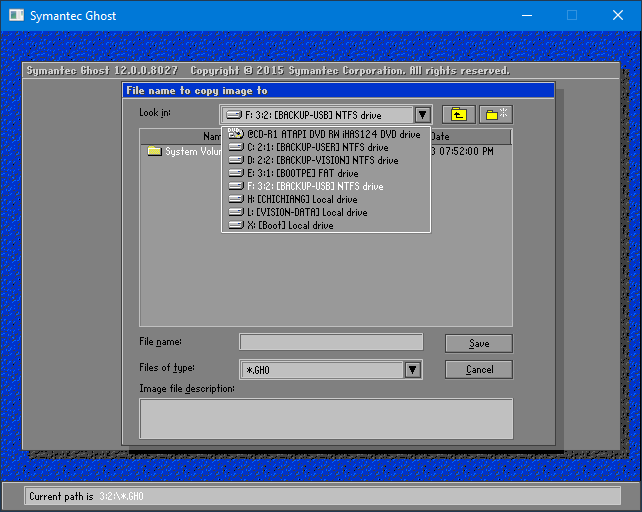 Symantec Ghost
Symantec Ghost 12.0.0.8027 Copyright © 2015 Symantec Corporation. All rights reserved.
File name to copy image to
Look in:
F: 3:2: [BACKUP-USB] NTFS drive
@CD-R1 ATAPI DVD RW iHAS124 DVD drive
C: 2:1: [BACKUP-USER] NTFS drive
D: 2:2: [BACKUP-VISION] NTFS drive
E: 3:1: [BOOTPE] FAT drive
F: 3:2: [BACKUP-USB] NTFS drive
H: [CHICHIANG] Local drive
L: [VISION-DATA] Local drive
X: [Boot] Local drive
Nam Date
System Volu 3 07:52:00 PM
File name:
Save
Files of type:
*.GHO
Cancel
Image file description:
Current path is 3:2:\*.GHO